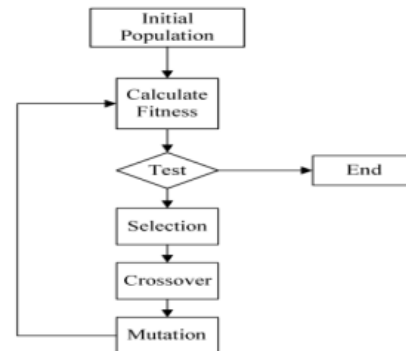 Initial
Population
Calculate
Fitness
Test
End
Selection
Crossover
Mutation